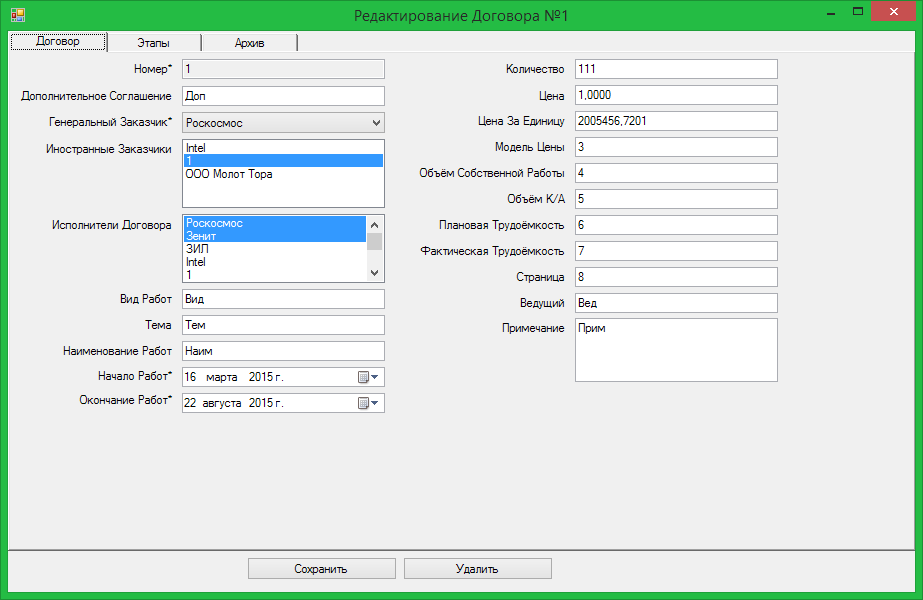 Редактирование Договора №1
Договор
Этапы
Архив
Номер* 1
Дополнительное Соглашение Доп
Генеральный Заказчик* Роскосмос
Иностранные Заказчики
Intel
1
ООО Молот Тора
Исполнители Договора
Роскосмос
Зенит
ЗИЛ
Intel
1
Вид Работ Вид
Тема Тем
Наименование Работ Наим
Начало Работ* 16 марта 2015 г.
Окончание Работ* 22 августа 2015 г.
Количество 111
Цена 1,0000
Цена За Единицу 2005456,7201
Модель Цены 3
Объём Собственной Работы 4
Объём К/А 5
Плановая Трудоёмкость 6
Фактическая Трудоёмкость 7
Страница 8
Ведущий Вед
Примечание Прим
Сохранить
Удалить